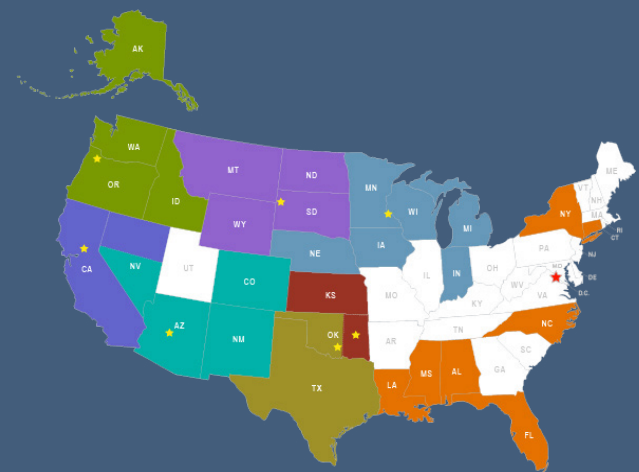 AK
WA
MT
ND
MN
ME
OR
ID
SD
WI
MI
VT
NH
NY
MA
WY
RI
CT
CA
NV
UT
CO
NE
IA
IL
IN
OH
PA
NJ
MD
DE
WV
VA
D.C.
KS
MO
KY
AZ
NM
OK
AR
TN
NC
SC
TX
LA
MS
AL
GA
FL